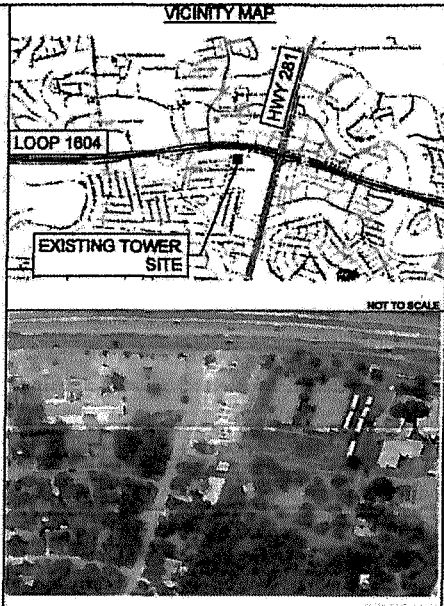 VICINITY MAP
HWY 281
LOOP 1604
EXISTING TOWER
SITE
NOT TO SCALE